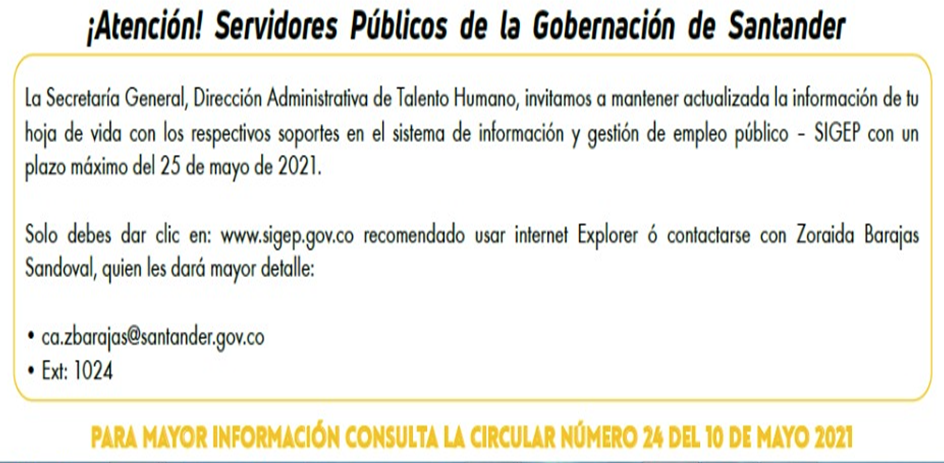 ¡Atención! Servidores Públicos de la Gobernación de Santander
La Secretaría General, Dirección Administrativa de Talento Humano, invitamos a mantener actualizada la información de tu
hoja de vida con los respectivos soportes en el sistema de información y gestión de empleo público – SIGEP con un
plazo máximo del 25 de mayo de 2021.
Solo debes dar clic en: www.sigep.gov.co recomendado usar internet Explorer ó contactarse con Zoraida Barajas
Sandoval, quien les dará mayor detalle:
• ca.zbarajas@santander.gov.co
• Ext: 1024
PARA MAYOR INFORMACIÓN CONSULTA LA CIRCULAR NÚMERO 24 DEL 10 DE MAYO 2021